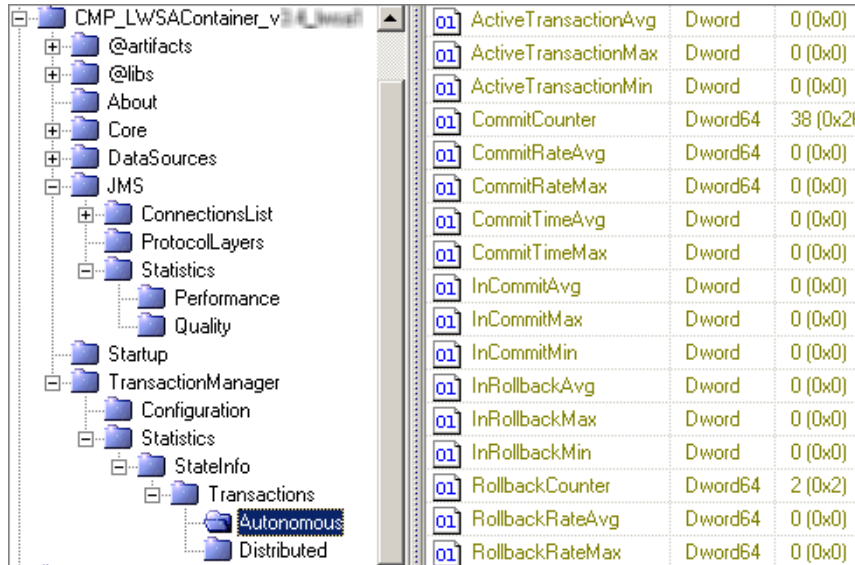 CMP_LWSAContainer_v
@artifacts
@libs
About
Core
DataSources
JMS
ConnectionsList
ProtocolLayers
Statistics
Performance
Quality
Startup
TransactionManager
Configuration
Statistics
StateInfo
Transactions
Autonomous
Distributed
ActiveTransactionAvg Dword 0 (0x0)
ActiveTransactionMax Dword 0 (0x0)
ActiveTransactionMin Dword 0 (0x0)
CommitCounter Dword64 38 (0x26
CommitRateAvg Dword64 0 (0x0)
CommitRateMax Dword64 0 (0x0)
CommitTimeAvg Dword 0 (0x0)
CommitTimeMax Dword 0 (0x0)
InCommitAvg Dword 0 (0x0)
InCommitMax Dword 0 (0x0)
InCommitMin Dword 0 (0x0)
InRollbackAvg Dword 0 (0x0)
InRollbackMax Dword 0 (0x0)
InRollbackMin Dword 0 (0x0)
RollbackCounter Dword64 2 (0x2)
RollbackRateAvg Dword64 0 (0x0)
RollbackRateMax Dword64 0 (0x0)